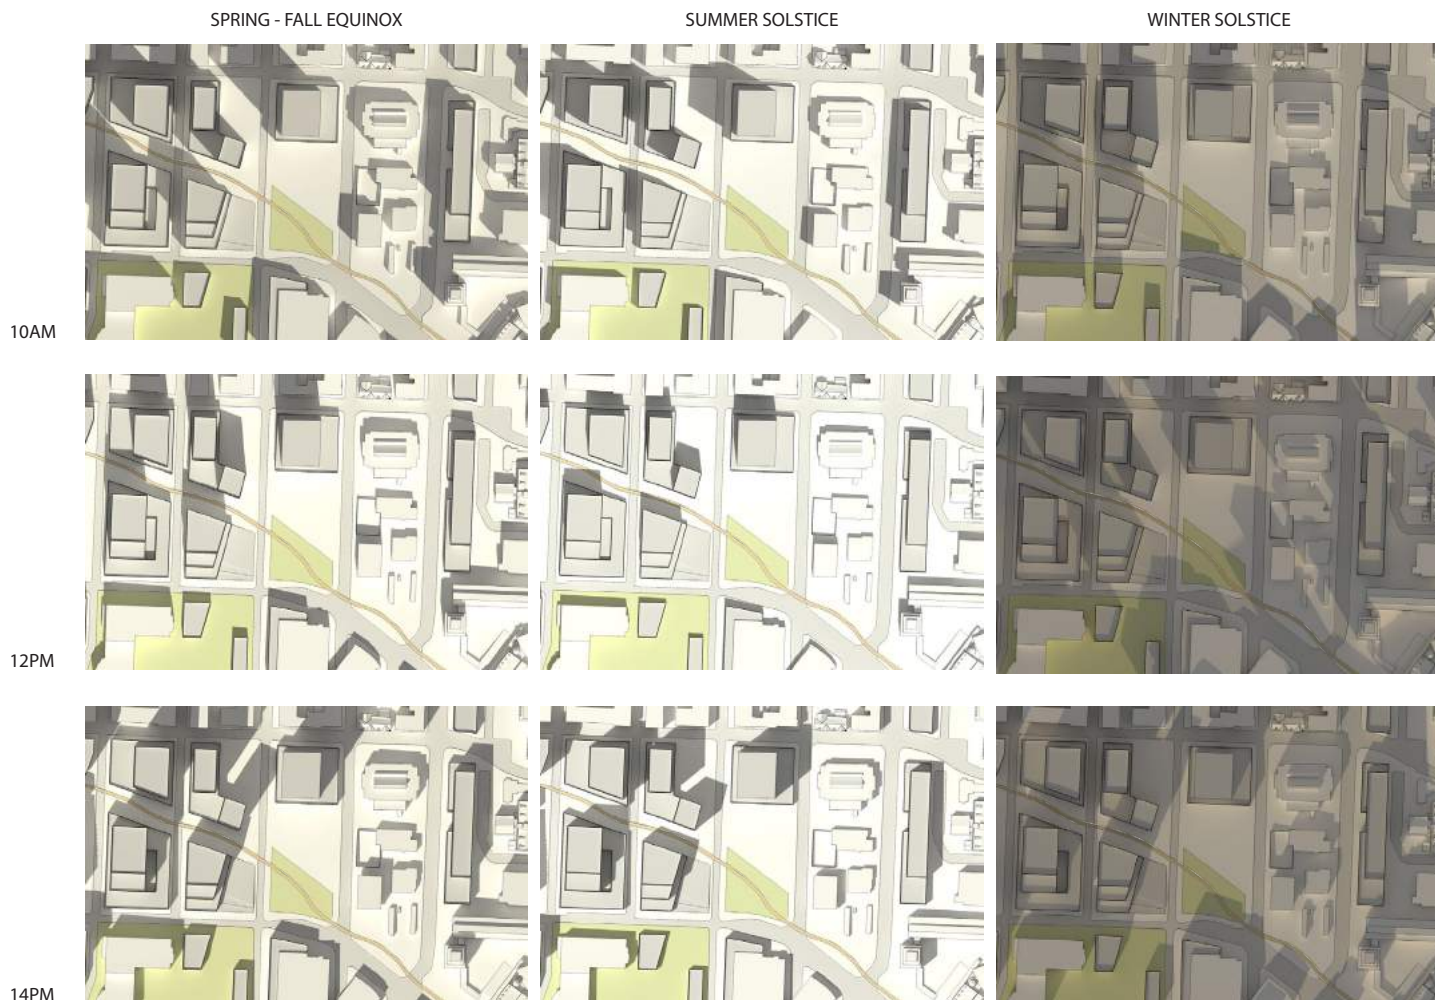 SPRING - FALL EQUINOX
SUMMER SOLSTICE
WINTER SOLSTICE
10AM
12PM
14PM